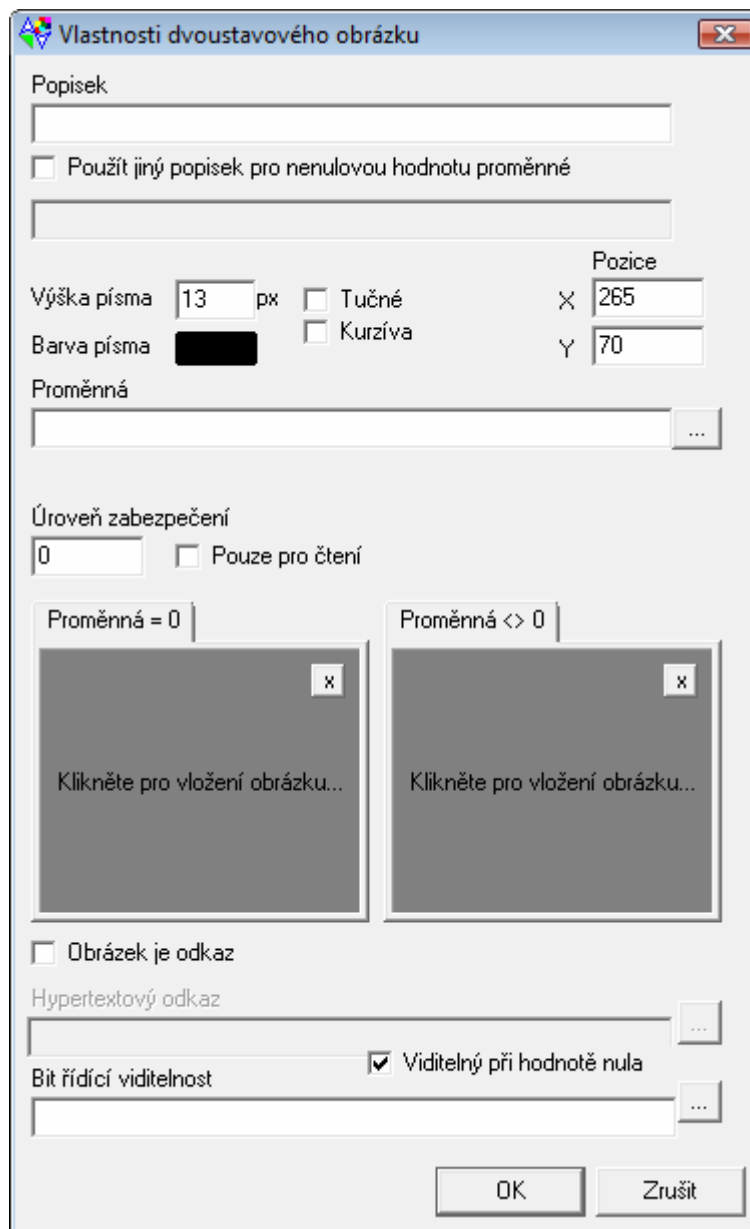 Vlastnosti dvoustavového obrázku
Popisek
Použít jiný popisek pro nenulovou hodnotu proměnné
Pozice
Výška písma 13 px Tučné X 265
Kurzíva
Barva písma Y 70
Proměnná
...
Úroveň zabezpečení
0 Pouze pro čtení
Proměnná = 0 Proměnná <> 0
x x
Klikněte pro vložení obrázku... Klikněte pro vložení obrázku...
Obrázek je odkaz
Hypertextový odkaz
...
Viditelný při hodnotě nula
Bit řídící viditelnost
...
OK Zrušit